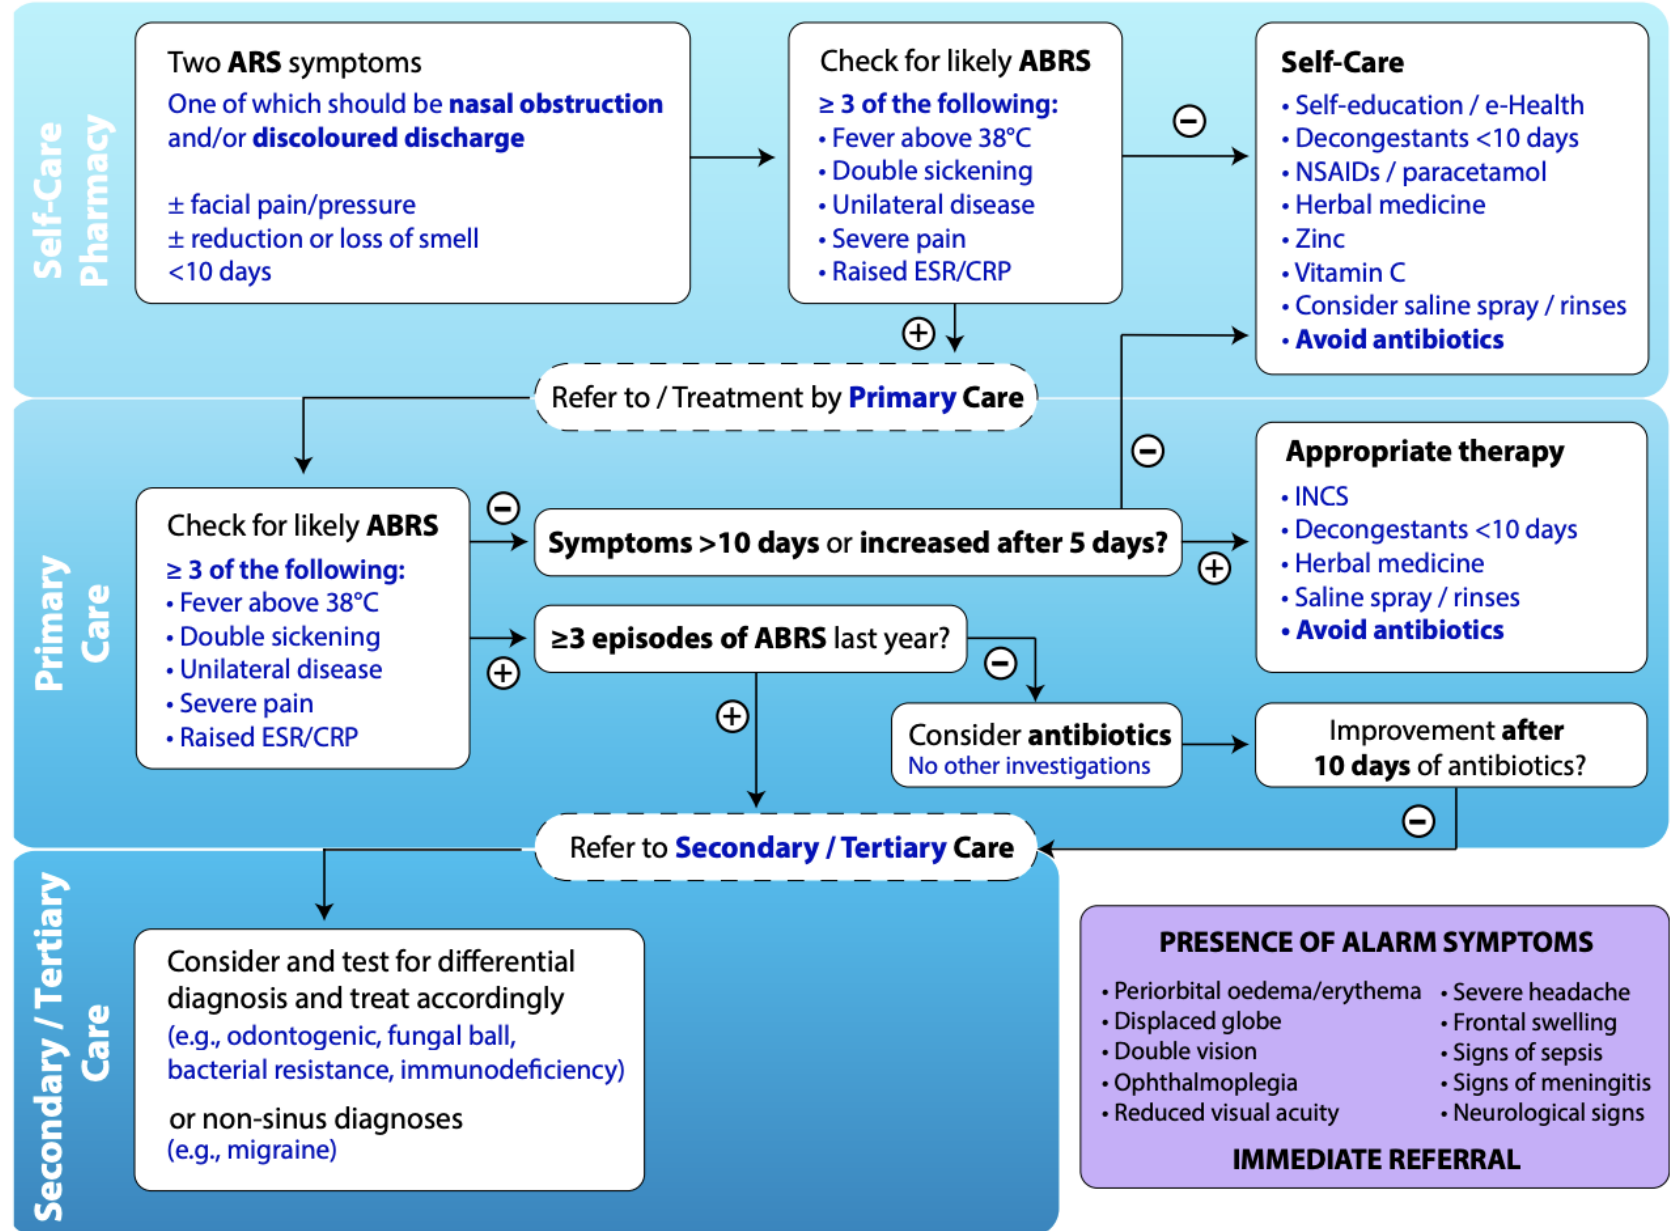 Self-Care
Pharmacy
Two ARS symptoms
One of which should be nasal obstruction
and/or discoloured discharge
± facial pain/pressure
± reduction or loss of smell
<10 days
Check for likely ABRS
≥ 3 of the following:
• Fever above 38°C
• Double sickening
• Unilateral disease
• Severe pain
• Raised ESR/CRP
−
+
Self-Care
• Self-education / e-Health
• Decongestants <10 days
• NSAIDs / paracetamol
• Herbal medicine
• Zinc
• Vitamin C
• Consider saline spray / rinses
• Avoid antibiotics
Refer to / Treatment by Primary Care
Primary
Care
Check for likely ABRS
≥ 3 of the following:
• Fever above 38°C
• Double sickening
• Unilateral disease
• Severe pain
• Raised ESR/CRP
−
+
Symptoms >10 days or increased after 5 days?
−
+
Appropriate therapy
• INCS
• Decongestants <10 days
• Herbal medicine
• Saline spray / rinses
• Avoid antibiotics
≥3 episodes of ABRS last year?
−
+
Consider antibiotics
No other investigations
Improvement after
10 days of antibiotics?
−
Refer to Secondary / Tertiary Care
Secondary / Tertiary
Care
Consider and test for differential
diagnosis and treat accordingly
(e.g., odontogenic, fungal ball,
bacterial resistance, immunodeficiency)
or non-sinus diagnoses
(e.g., migraine)
PRESENCE OF ALARM SYMPTOMS
• Periorbital oedema/erythema
• Displaced globe
• Double vision
• Ophthalmoplegia
• Reduced visual acuity
• Severe headache
• Frontal swelling
• Signs of sepsis
• Signs of meningitis
• Neurological signs
IMMEDIATE REFERRAL